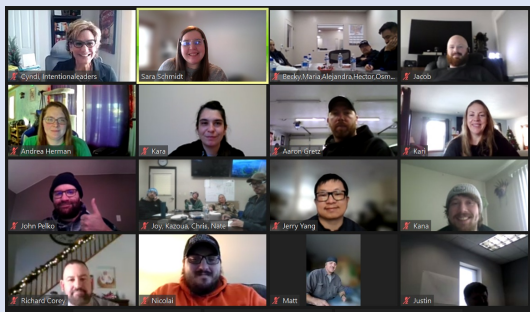 Cyndi, Intentionaleaders
Sara Schmidt
Becky,Maria,Alejandra,Hector,Osm...
Jacob
Andrea Herman
Kara
Aaron Gretz
Kari
John Pelko
Joy, Kazoua, Chris, Nate
Jerry Yang
Kana
Richard Corey
Nicolai
Matt
Justin